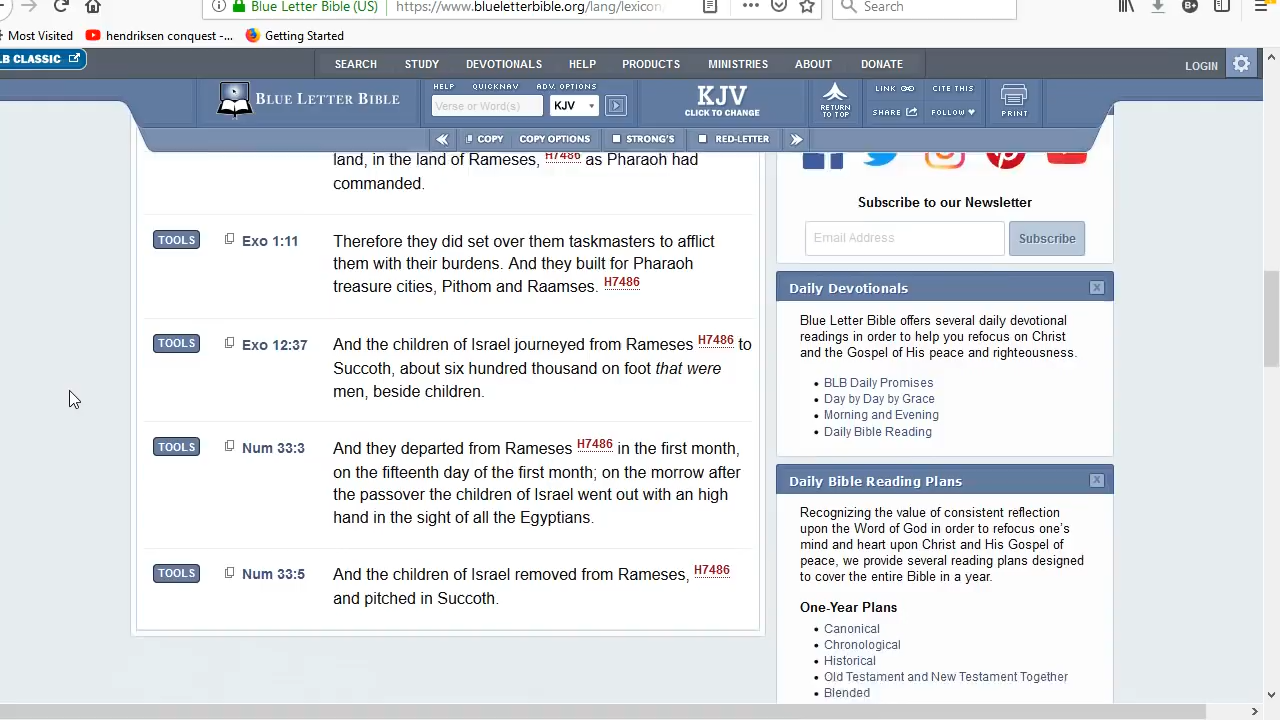 Blue Letter Bible (US)
https://www.blueletterbible.org/lang/lexicon
Search
Most Visited
hendriksen conquest -...
Getting Started
LB CLASSIC
SEARCH STUDY DEVOTIONALS HELP PRODUCTS MINISTRIES ABOUT DONATE
LOGIN
BLUE LETTER BIBLE
HELP QUICKNAV ADV. OPTIONS
Verse or Word(s) KJV
KJV
CLICK TO CHANGE
RETURN
TO TOP
LINK CITE THIS
SHARE FOLLOW
PRINT
COPY COPY OPTIONS STRONG'S RED-LETTER
land, in the land of Rameses, H7486 as Pharaoh had
commanded.
TOOLS Exo 1:11 Therefore they did set over them taskmasters to afflict
them with their burdens. And they built for Pharaoh
treasure cities, Pithom and Raamses. H7486
TOOLS Exo 12:37 And the children of Israel journeyed from Rameses H7486 to
Succoth, about six hundred thousand on foot that were
men, beside children.
TOOLS Num 33:3 And they departed from Rameses H7486 in the first month,
on the fifteenth day of the first month; on the morrow after
the passover the children of Israel went out with an high
hand in the sight of all the Egyptians.
TOOLS Num 33:5 And the children of Israel removed from Rameses, H7486
and pitched in Succoth.
Subscribe to our Newsletter
Email Address Subscribe
Daily Devotionals X
Blue Letter Bible offers several daily devotional
readings in order to help you refocus on Christ
and the Gospel of His peace and righteousness.
• BLB Daily Promises
• Day by Day by Grace
• Morning and Evening
• Daily Bible Reading
Daily Bible Reading Plans X
Recognizing the value of consistent reflection
upon the Word of God in order to refocus one's
mind and heart upon Christ and His Gospel of
peace, we provide several reading plans designed
to cover the entire Bible in a year.
One-Year Plans
• Canonical
• Chronological
• Historical
• Old Testament and New Testament Together
• Blended